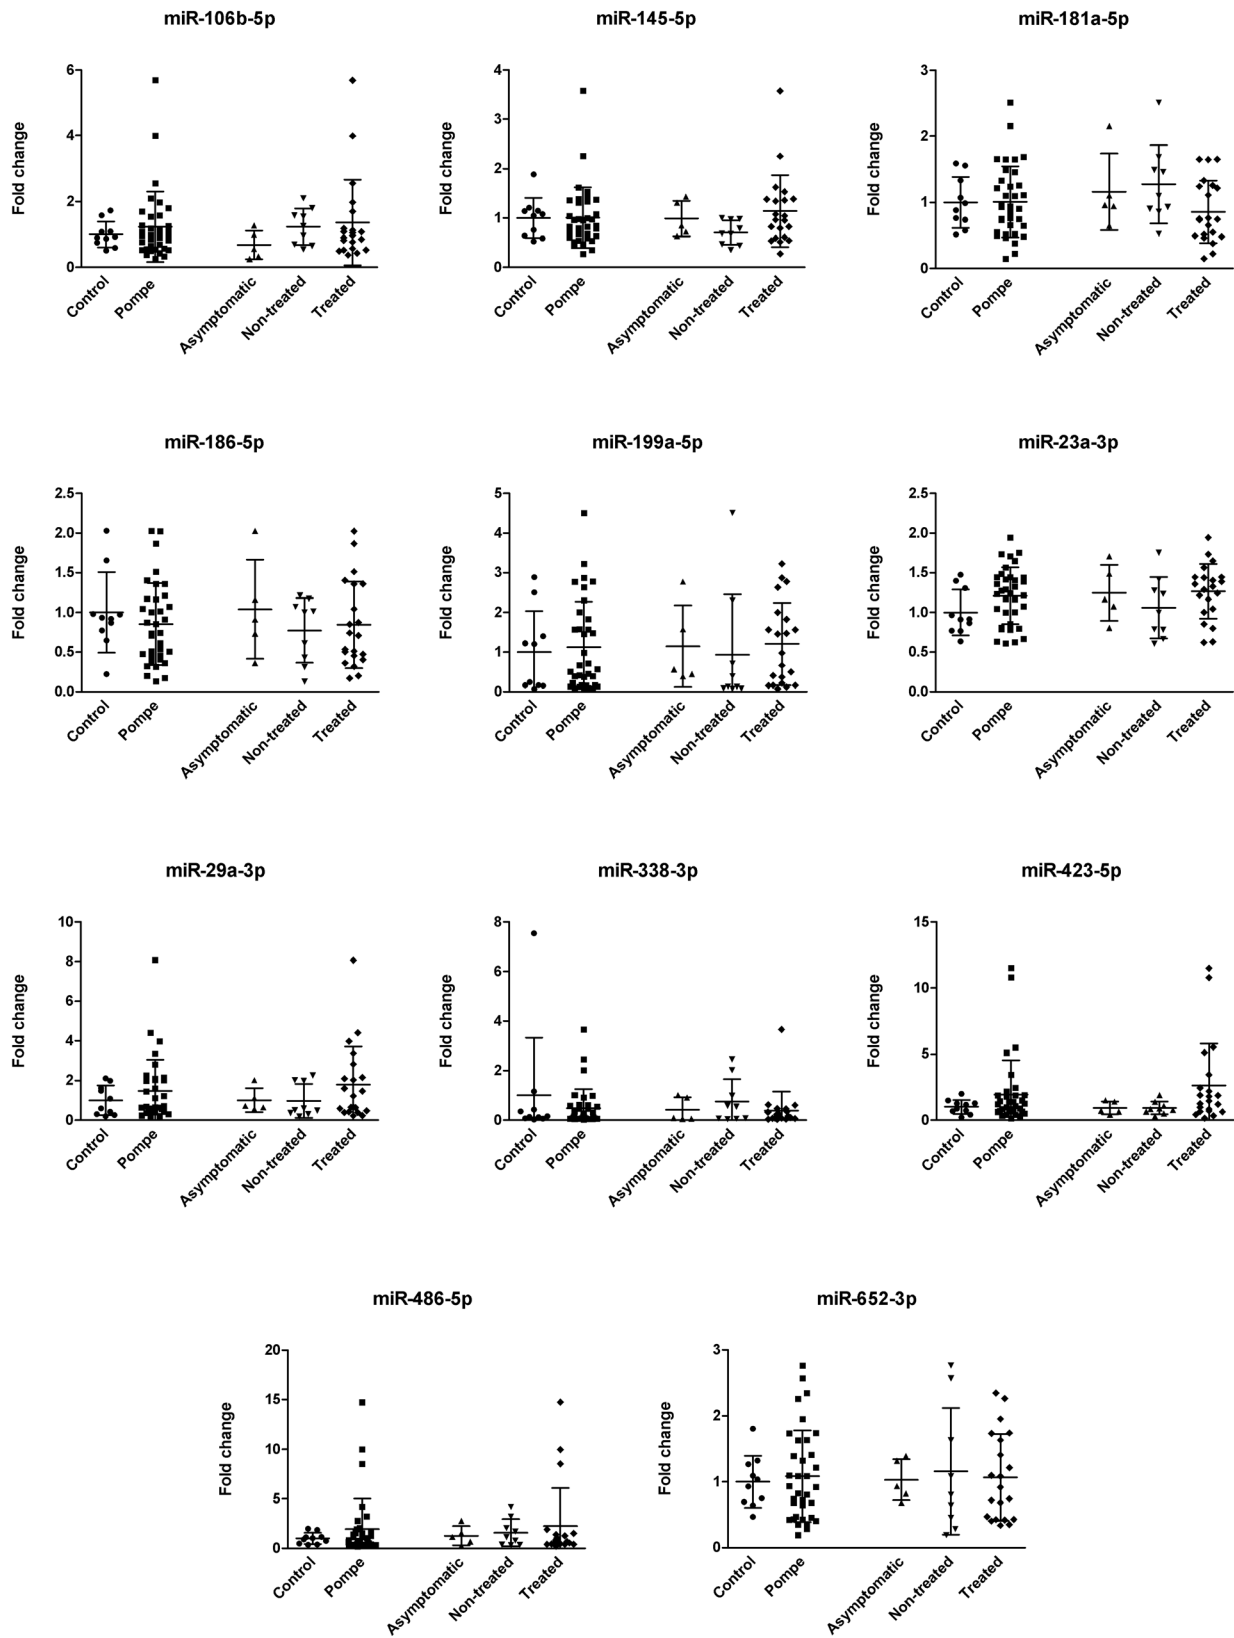 miR-106b-5p
miR-145-5p
miR-181a-5p
Fold change
6
4
2
0
Control
Pompe
Asymptomatic
Non-treated
Treated
Fold change
4
3
2
1
0
Control
Pompe
Asymptomatic
Non-treated
Treated
Fold change
3
2
1
0
Control
Pompe
Asymptomatic
Non-treated
Treated
miR-186-5p
miR-199a-5p
miR-23a-3p
Fold change
2.5
2.0
1.5
1.0
0.5
0.0
Control
Pompe
Asymptomatic
Non-treated
Treated
Fold change
5
4
3
2
1
0
Control
Pompe
Asymptomatic
Non-treated
Treated
Fold change
2.5
2.0
1.5
1.0
0.5
0.0
Control
Pompe
Asymptomatic
Non-treated
Treated
miR-29a-3p
miR-338-3p
miR-423-5p
Fold change
10
8
6
4
2
0
Control
Pompe
Asymptomatic
Non-treated
Treated
Fold change
8
6
4
2
0
Control
Pompe
Asymptomatic
Non-treated
Treated
Fold change
15
10
5
0
Control
Pompe
Asymptomatic
Non-treated
Treated
miR-486-5p
miR-652-3p
Fold change
20
15
10
5
0
Control
Pompe
Asymptomatic
Non-treated
Treated
Fold change
3
2
1
0
Control
Pompe
Asymptomatic
Non-treated
Treated